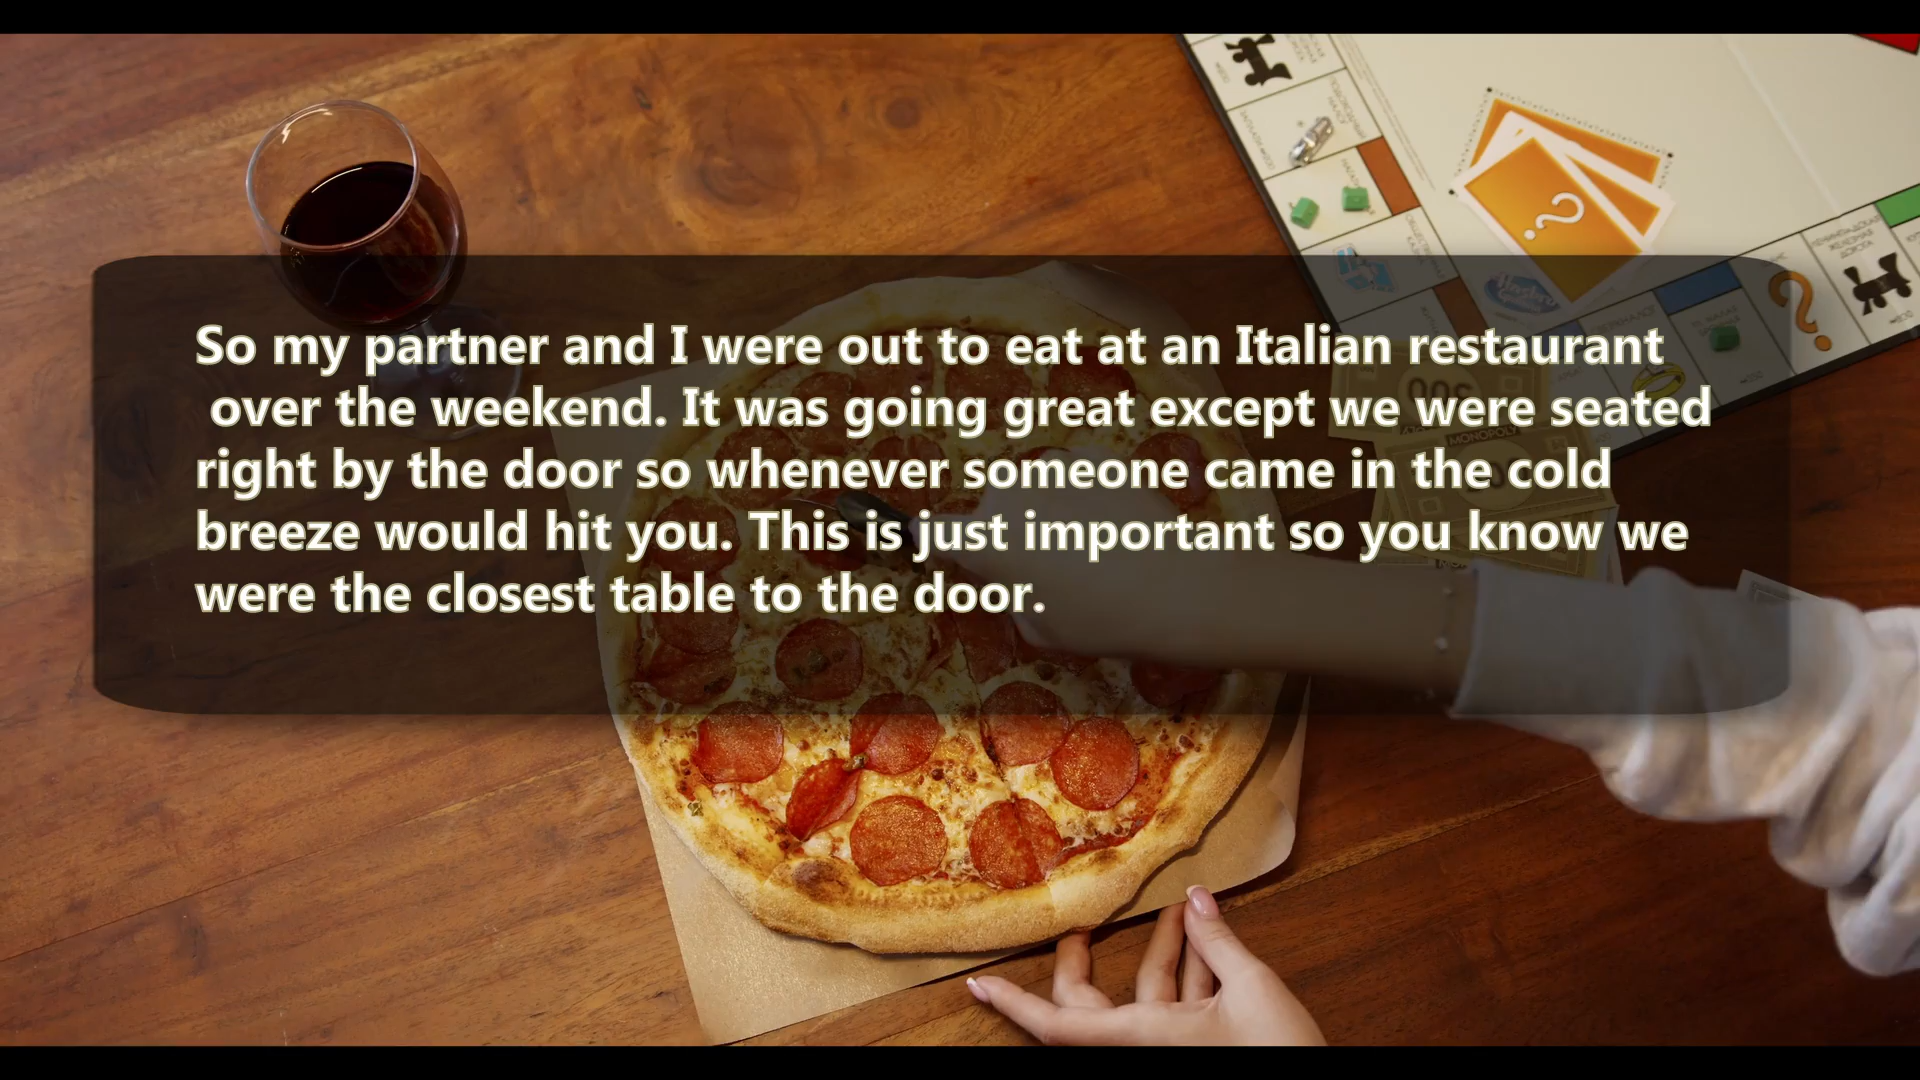 So my partner and I were out to eat at an Italian restaurant
over the weekend. It was going great except we were seated
right by the door so whenever someone came in the cold
breeze would hit you. This is just important so you know we
were the closest table to the door.
?
Hasbro
?
MONOPOLY